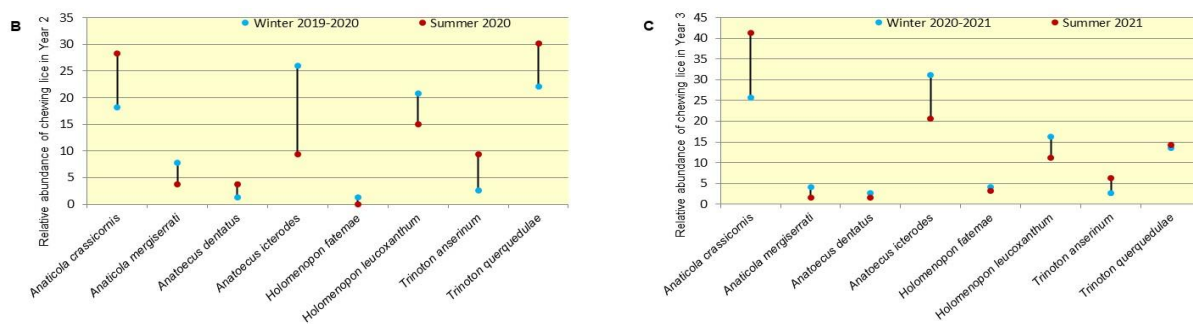 B
Relative abundance of chewing lice in Year 2
35
30
25
20
15
10
5
0
Winter 2019-2020
Summer 2020
Anaticola crassicornis
Anaticola mergiserrati
Anatoecus dentatus
Anatoecus icterodes
Holomenopon fatemae
Holomenopon leucoxanthum
Trinoton anserinum
Trinoton querquedulae
C
Relative abundance of chewing lice in Year 3
45
40
35
30
25
20
15
10
5
0
Winter 2020-2021
Summer 2021
Anaticola crassicornis
Anaticola mergiserrati
Anatoecus dentatus
Anatoecus icterodes
Holomenopon fatemae
Holomenopon leucoxanthum
Trinoton anserinum
Trinoton querquedulae